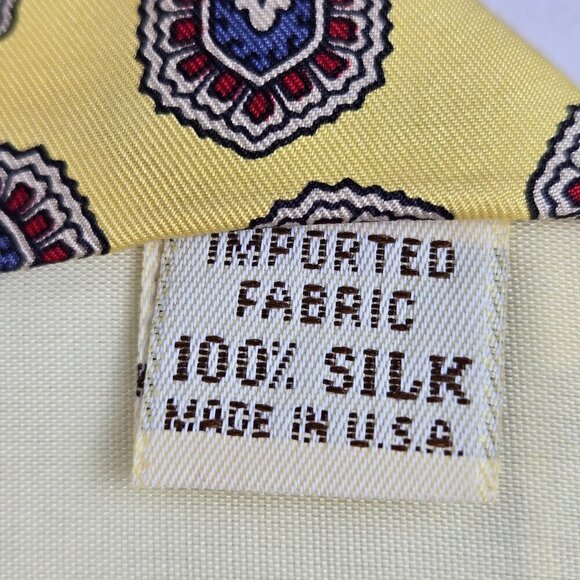 IMPORTED
FABRIC
100% SILK
MADE IN U.S.A.